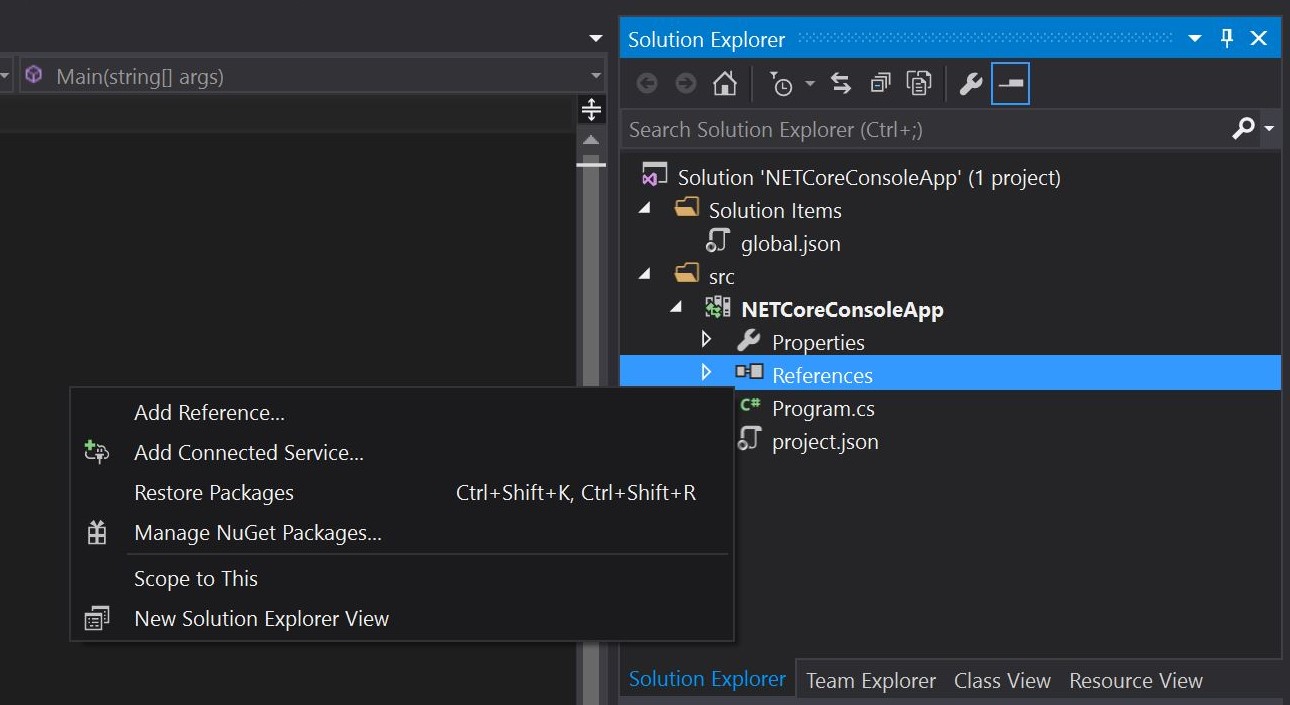 Main(string[] args)
Solution Explorer
Search Solution Explorer (Ctrl+;)
Solution 'NETCoreConsoleApp' (1 project)
Solution Items
global.json
src
NETCoreConsoleApp
Properties
References
C# Program.cs
project.json
Add Reference...
Add Connected Service...
Restore Packages Ctrl+Shift+K, Ctrl+Shift+R
Manage NuGet Packages...
Scope to This
New Solution Explorer View
Solution Explorer Team Explorer Class View Resource View